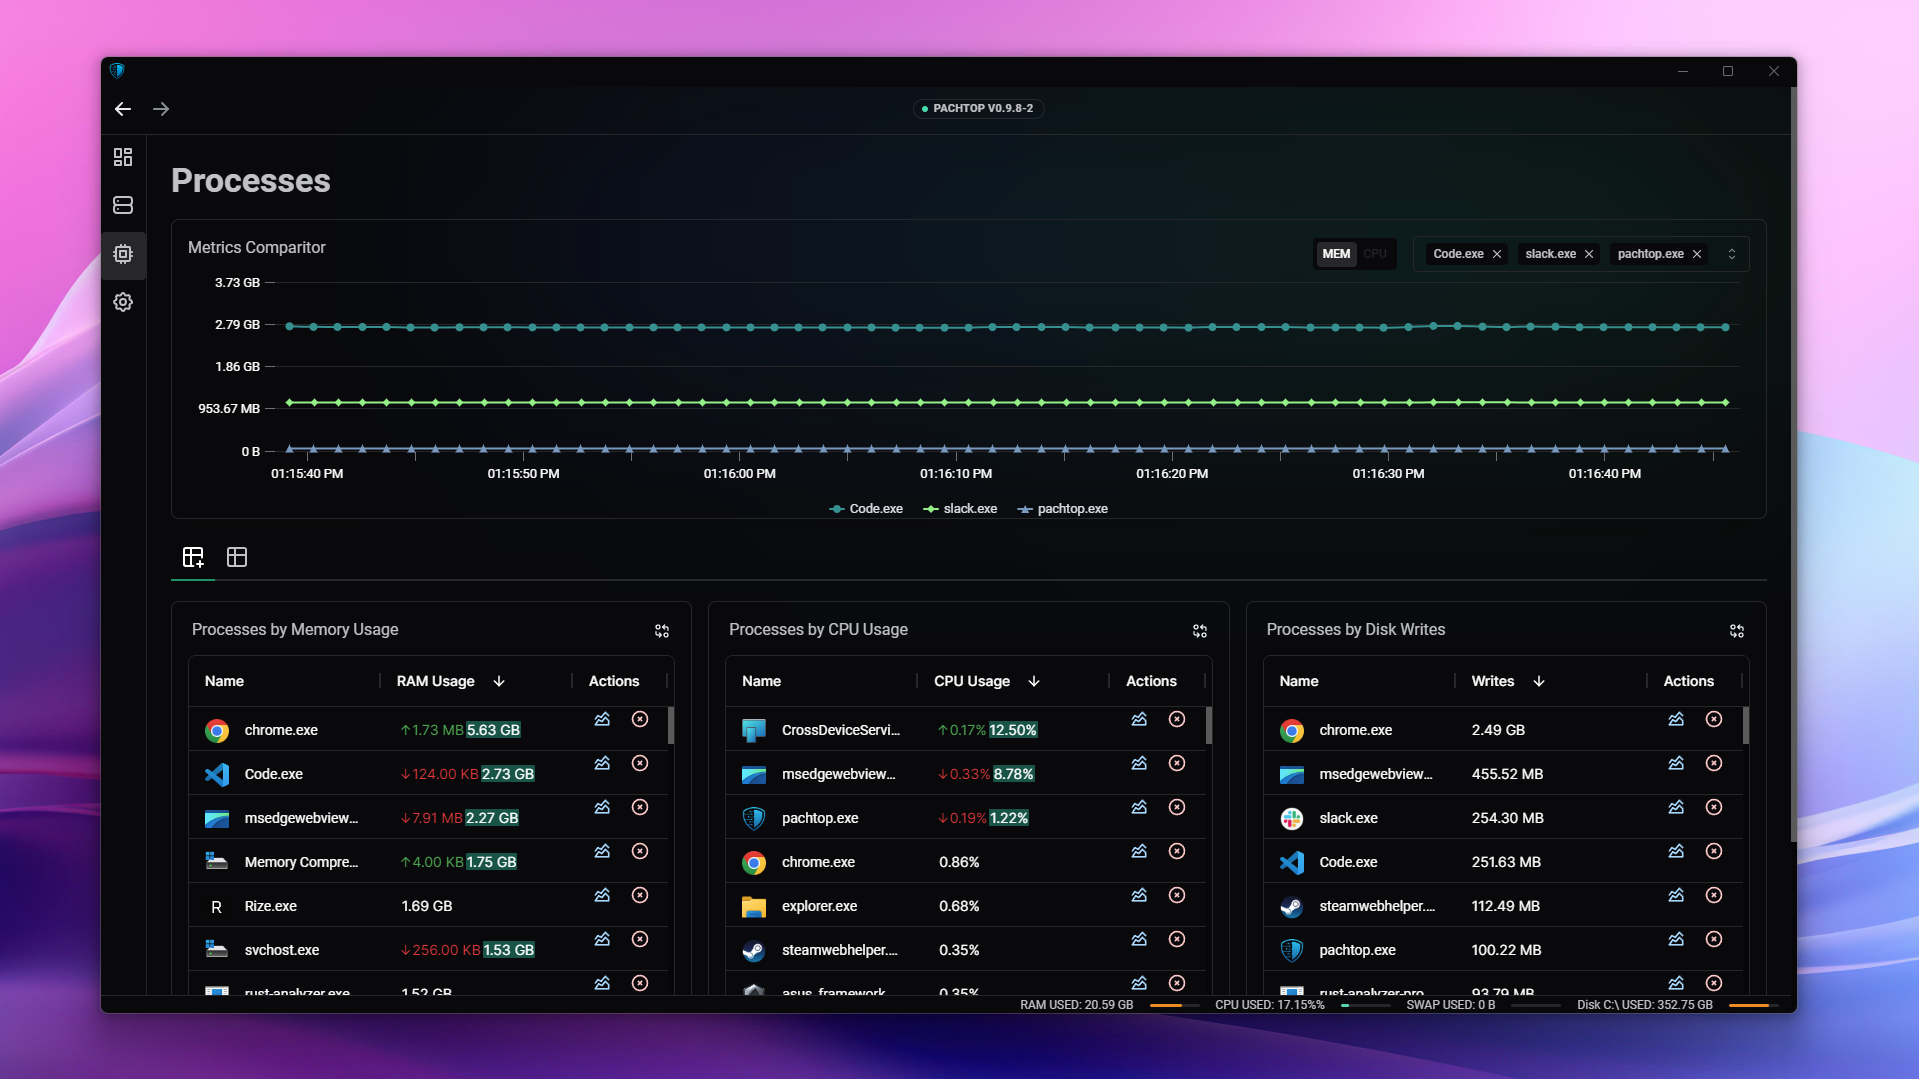 PACHTOP V0.9.8-2
Processes
Metrics Comparitor
MEM CPU
Code.exe slack.exe pachtop.exe
3.73 GB
2.79 GB
1.86 GB
953.67 MB
0 B
01:15:40 PM 01:15:50 PM 01:16:00 PM 01:16:10 PM 01:16:20 PM 01:16:30 PM 01:16:40 PM
Code.exe slack.exe pachtop.exe
Processes by Memory Usage
Name RAM Usage Actions
chrome.exe ↑1.73 MB 5.63 GB
Code.exe ↓124.00 KB 2.73 GB
msedgewebview... ↓7.91 MB 2.27 GB
Memory Compre... ↑4.00 KB 1.75 GB
R Rize.exe 1.69 GB
svchost.exe ↓256.00 KB 1.53 GB
rust-analyzer.exe 1.52 GB
Processes by CPU Usage
Name CPU Usage Actions
CrossDeviceServi... ↑0.17% 12.50%
msedgewebview... ↓0.33% 8.78%
pachtop.exe ↓0.19% 1.22%
chrome.exe 0.86%
explorer.exe 0.68%
steamwebhelper.... 0.35%
asus_framework... 0.35%
Processes by Disk Writes
Name Writes Actions
chrome.exe 2.49 GB
msedgewebview... 455.52 MB
slack.exe 254.30 MB
Code.exe 251.63 MB
steamwebhelper.... 112.49 MB
pachtop.exe 100.22 MB
rust-analyzer-pro... 93.79 MB
RAM USED: 20.59 GB CPU USED: 17.15%% SWAP USED: 0 B Disk C:\ USED: 352.75 GB